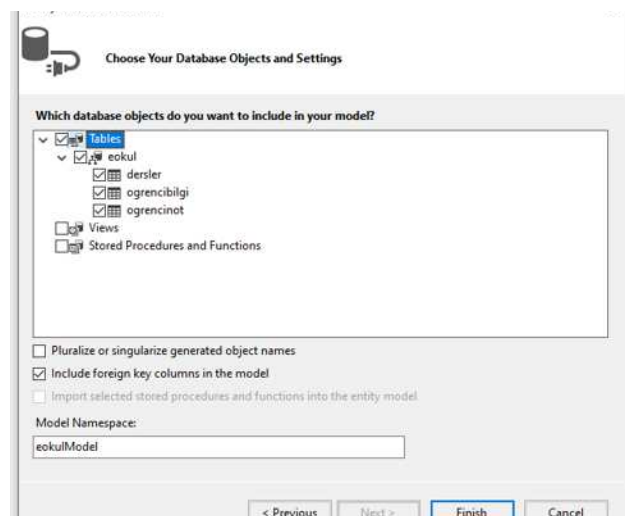 Choose Your Database Objects and Settings
Which database objects do you want to include in your model?
Tables
eokul
dersler
ogrencibilgi
ogrencinot
Views
Stored Procedures and Functions
Pluralize or singularize generated object names
Include foreign key columns in the model
Import selected stored procedures and functions into the entity model
Model Namespace:
eokulModel
< Previous Next > Finish Cancel